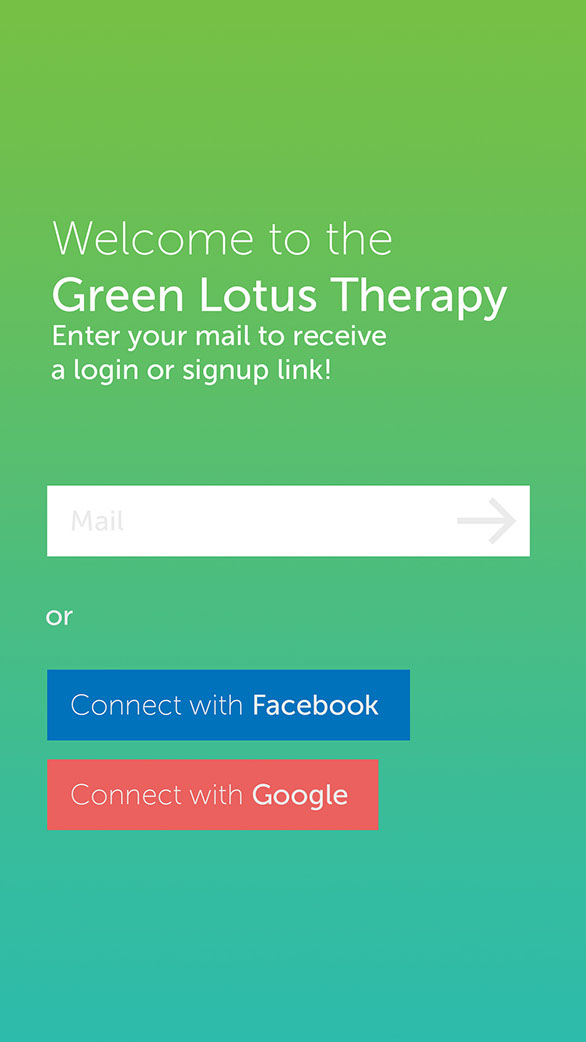 Welcome to the
Green Lotus Therapy
Enter your mail to receive
a login or signup link!
Mail
or
Connect with Facebook
Connect with Google